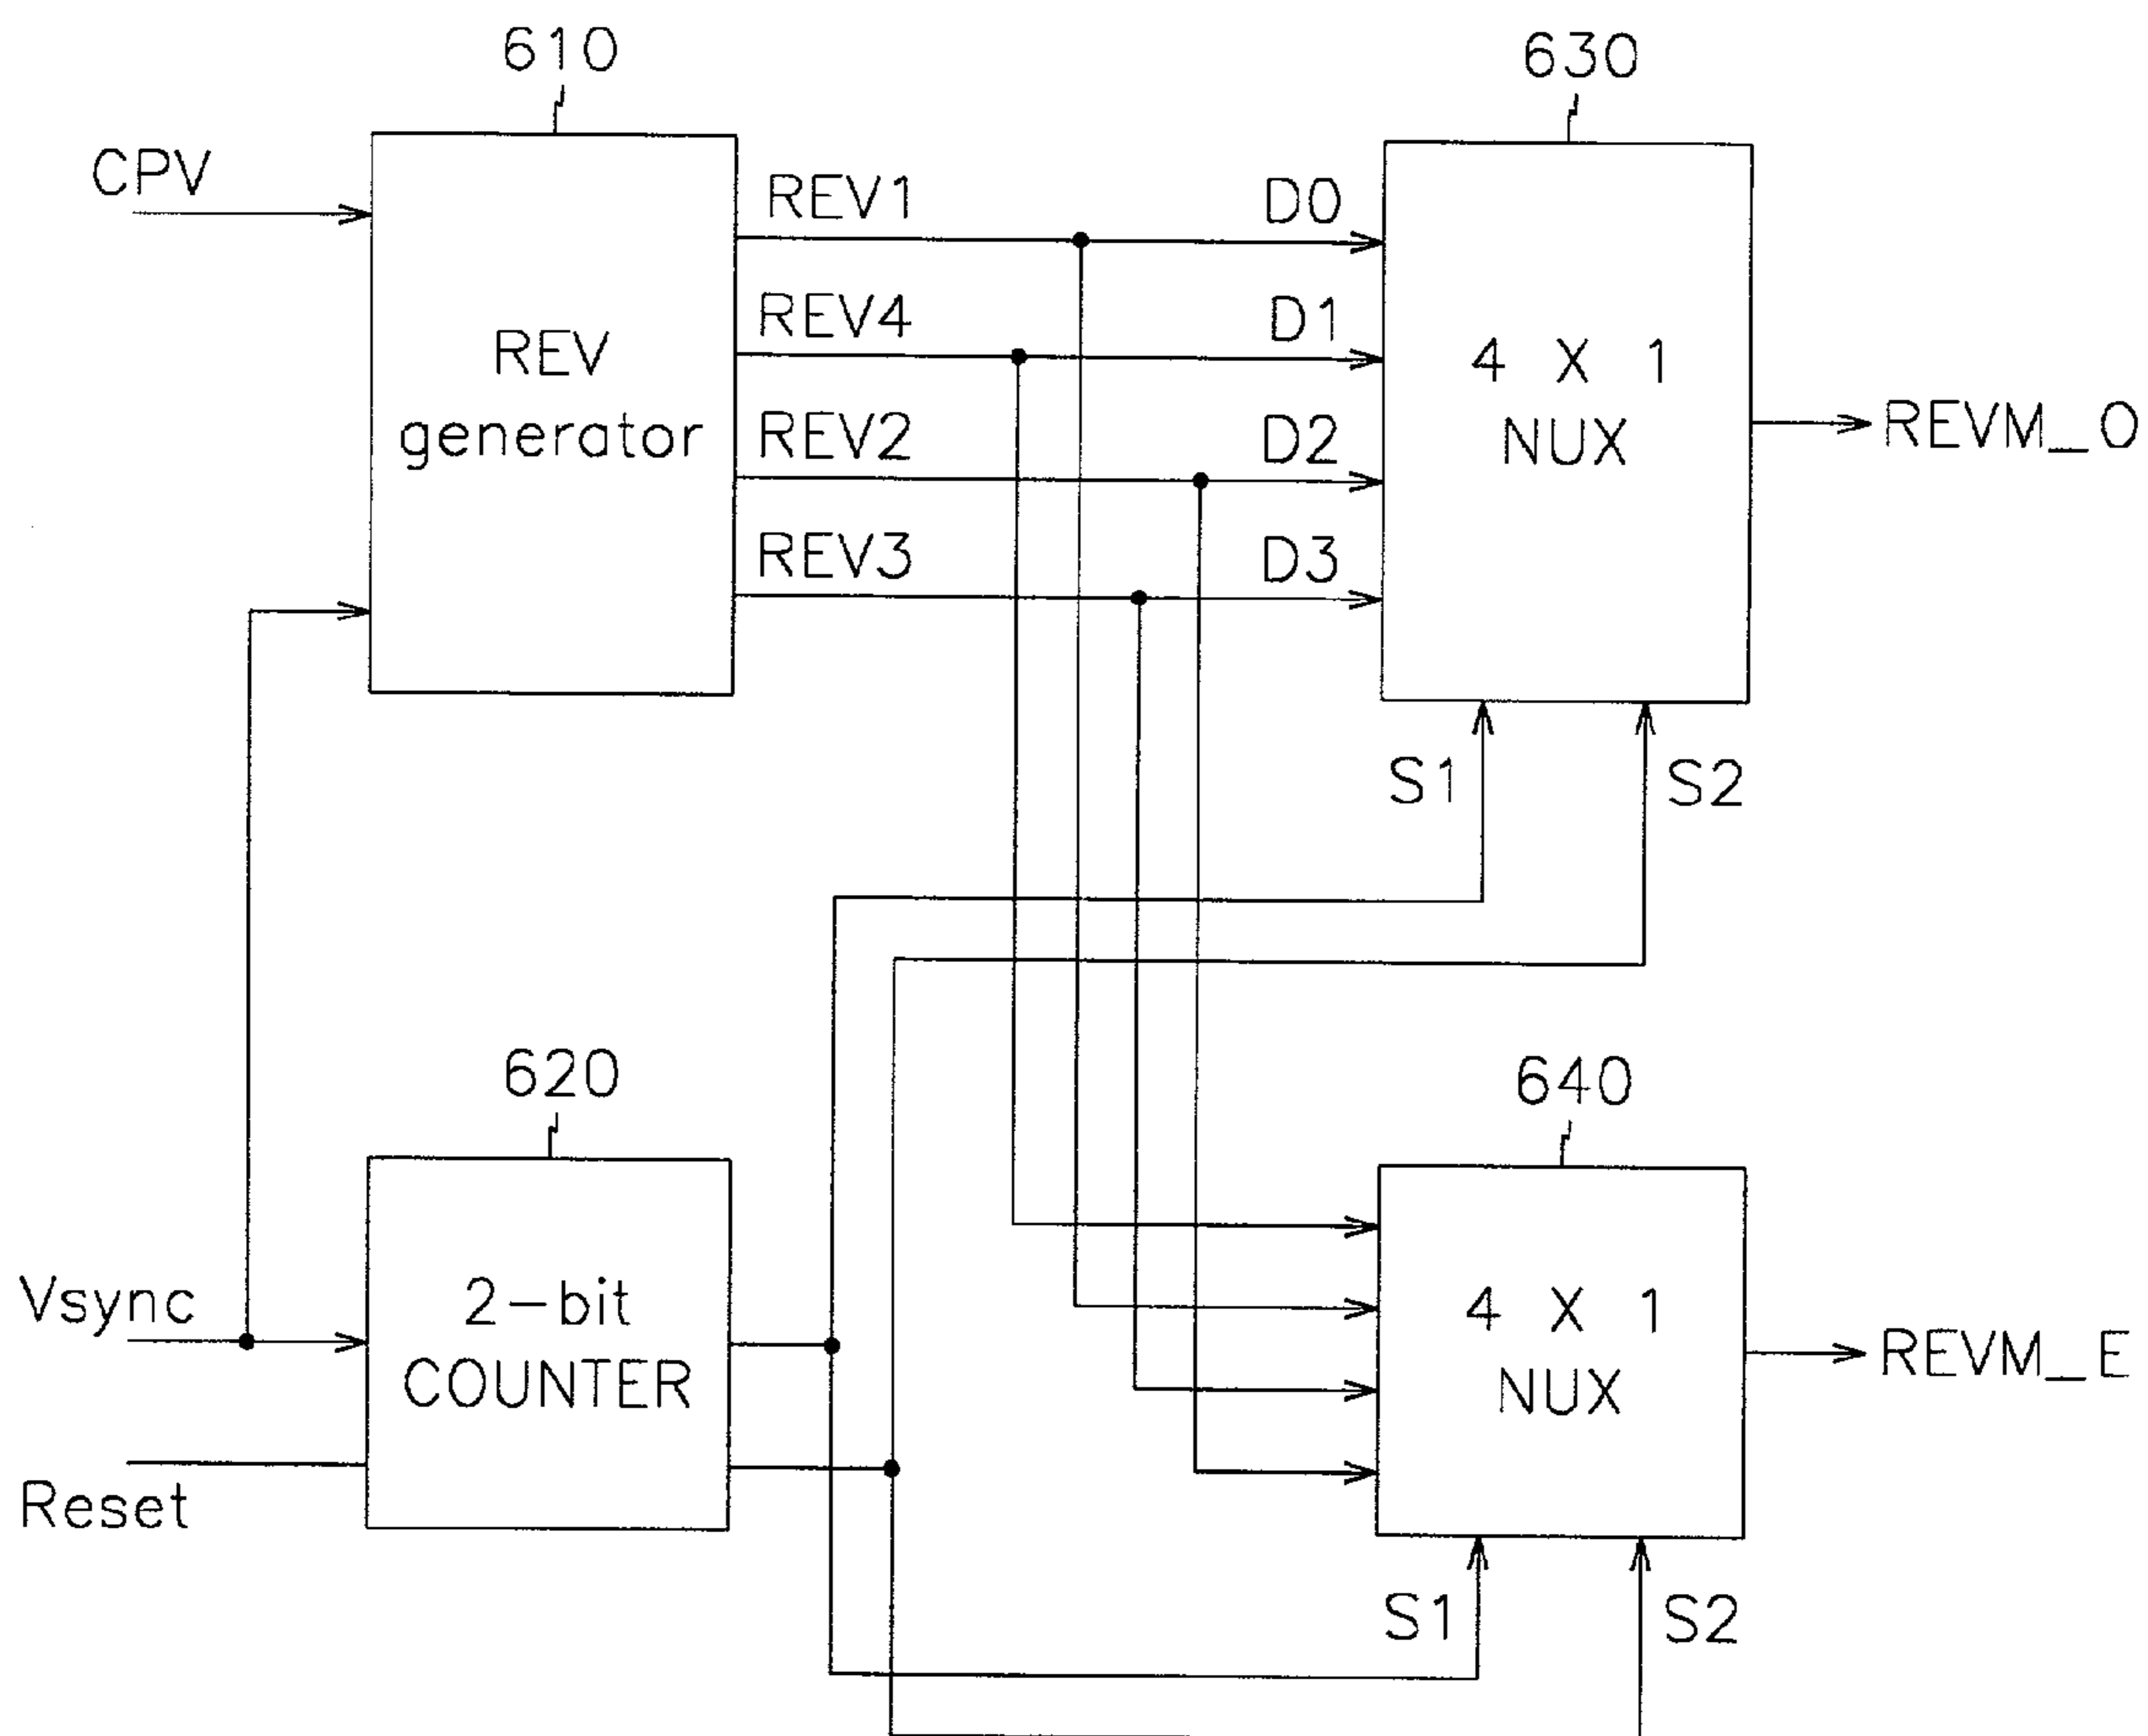 610
630
CPV
REV1
D0
REV4
D1
REV
generator
4 X 1
NUX
REVM_O
REV2
D2
REV3
D3
S1
S2
620
640
Vsync
2-bit
COUNTER
4 X 1
NUX
REVM_E
Reset
S1
S2